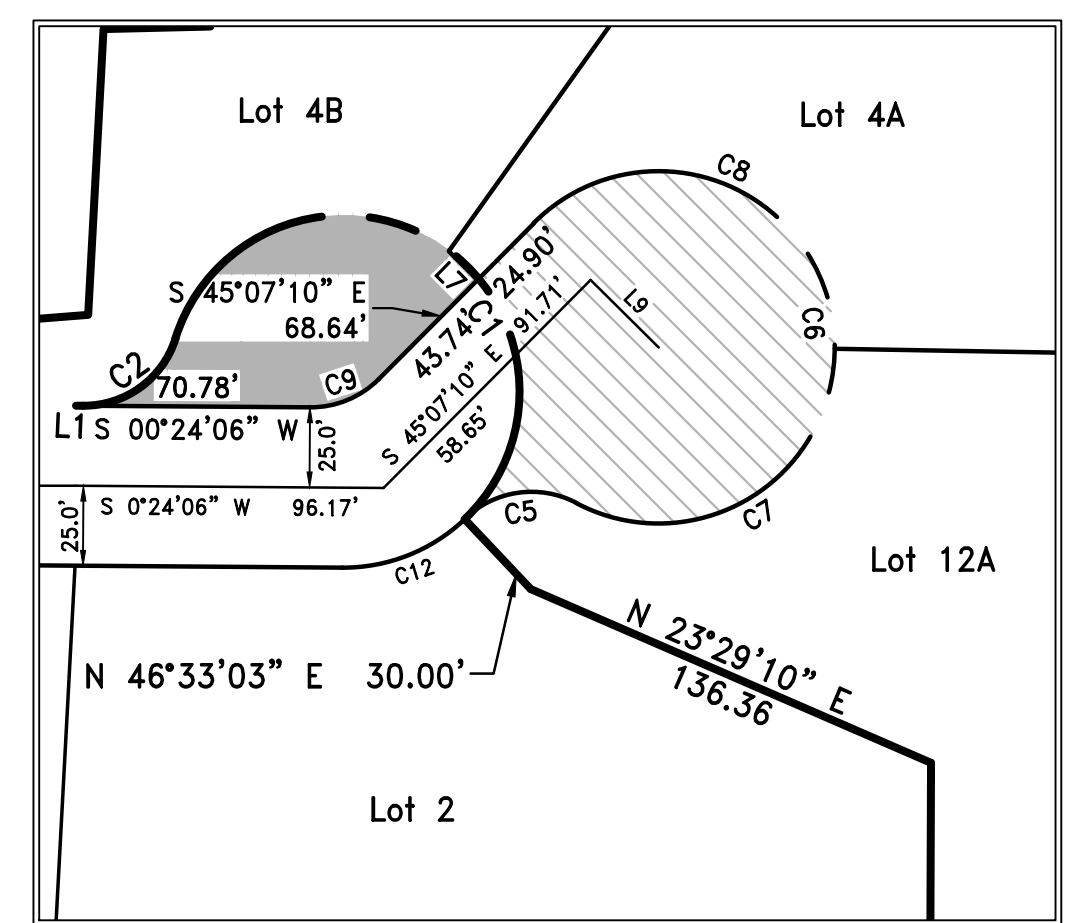 Lot 4B
Lot 4A
C8
L7
24.90'
S 45°07'10" E
68.64'
C1
91.71'
L9
C6
43.74'
C2
70.78'
C9
S 45°07'10" E
58.65'
L1
S 00°24'06" W
25.0'
S 0°24'06" W 96.17'
25.0'
C5
C7
C12
Lot 12A
N 46°33'03" E 30.00'
N 23°29'10" E
136.36
Lot 2